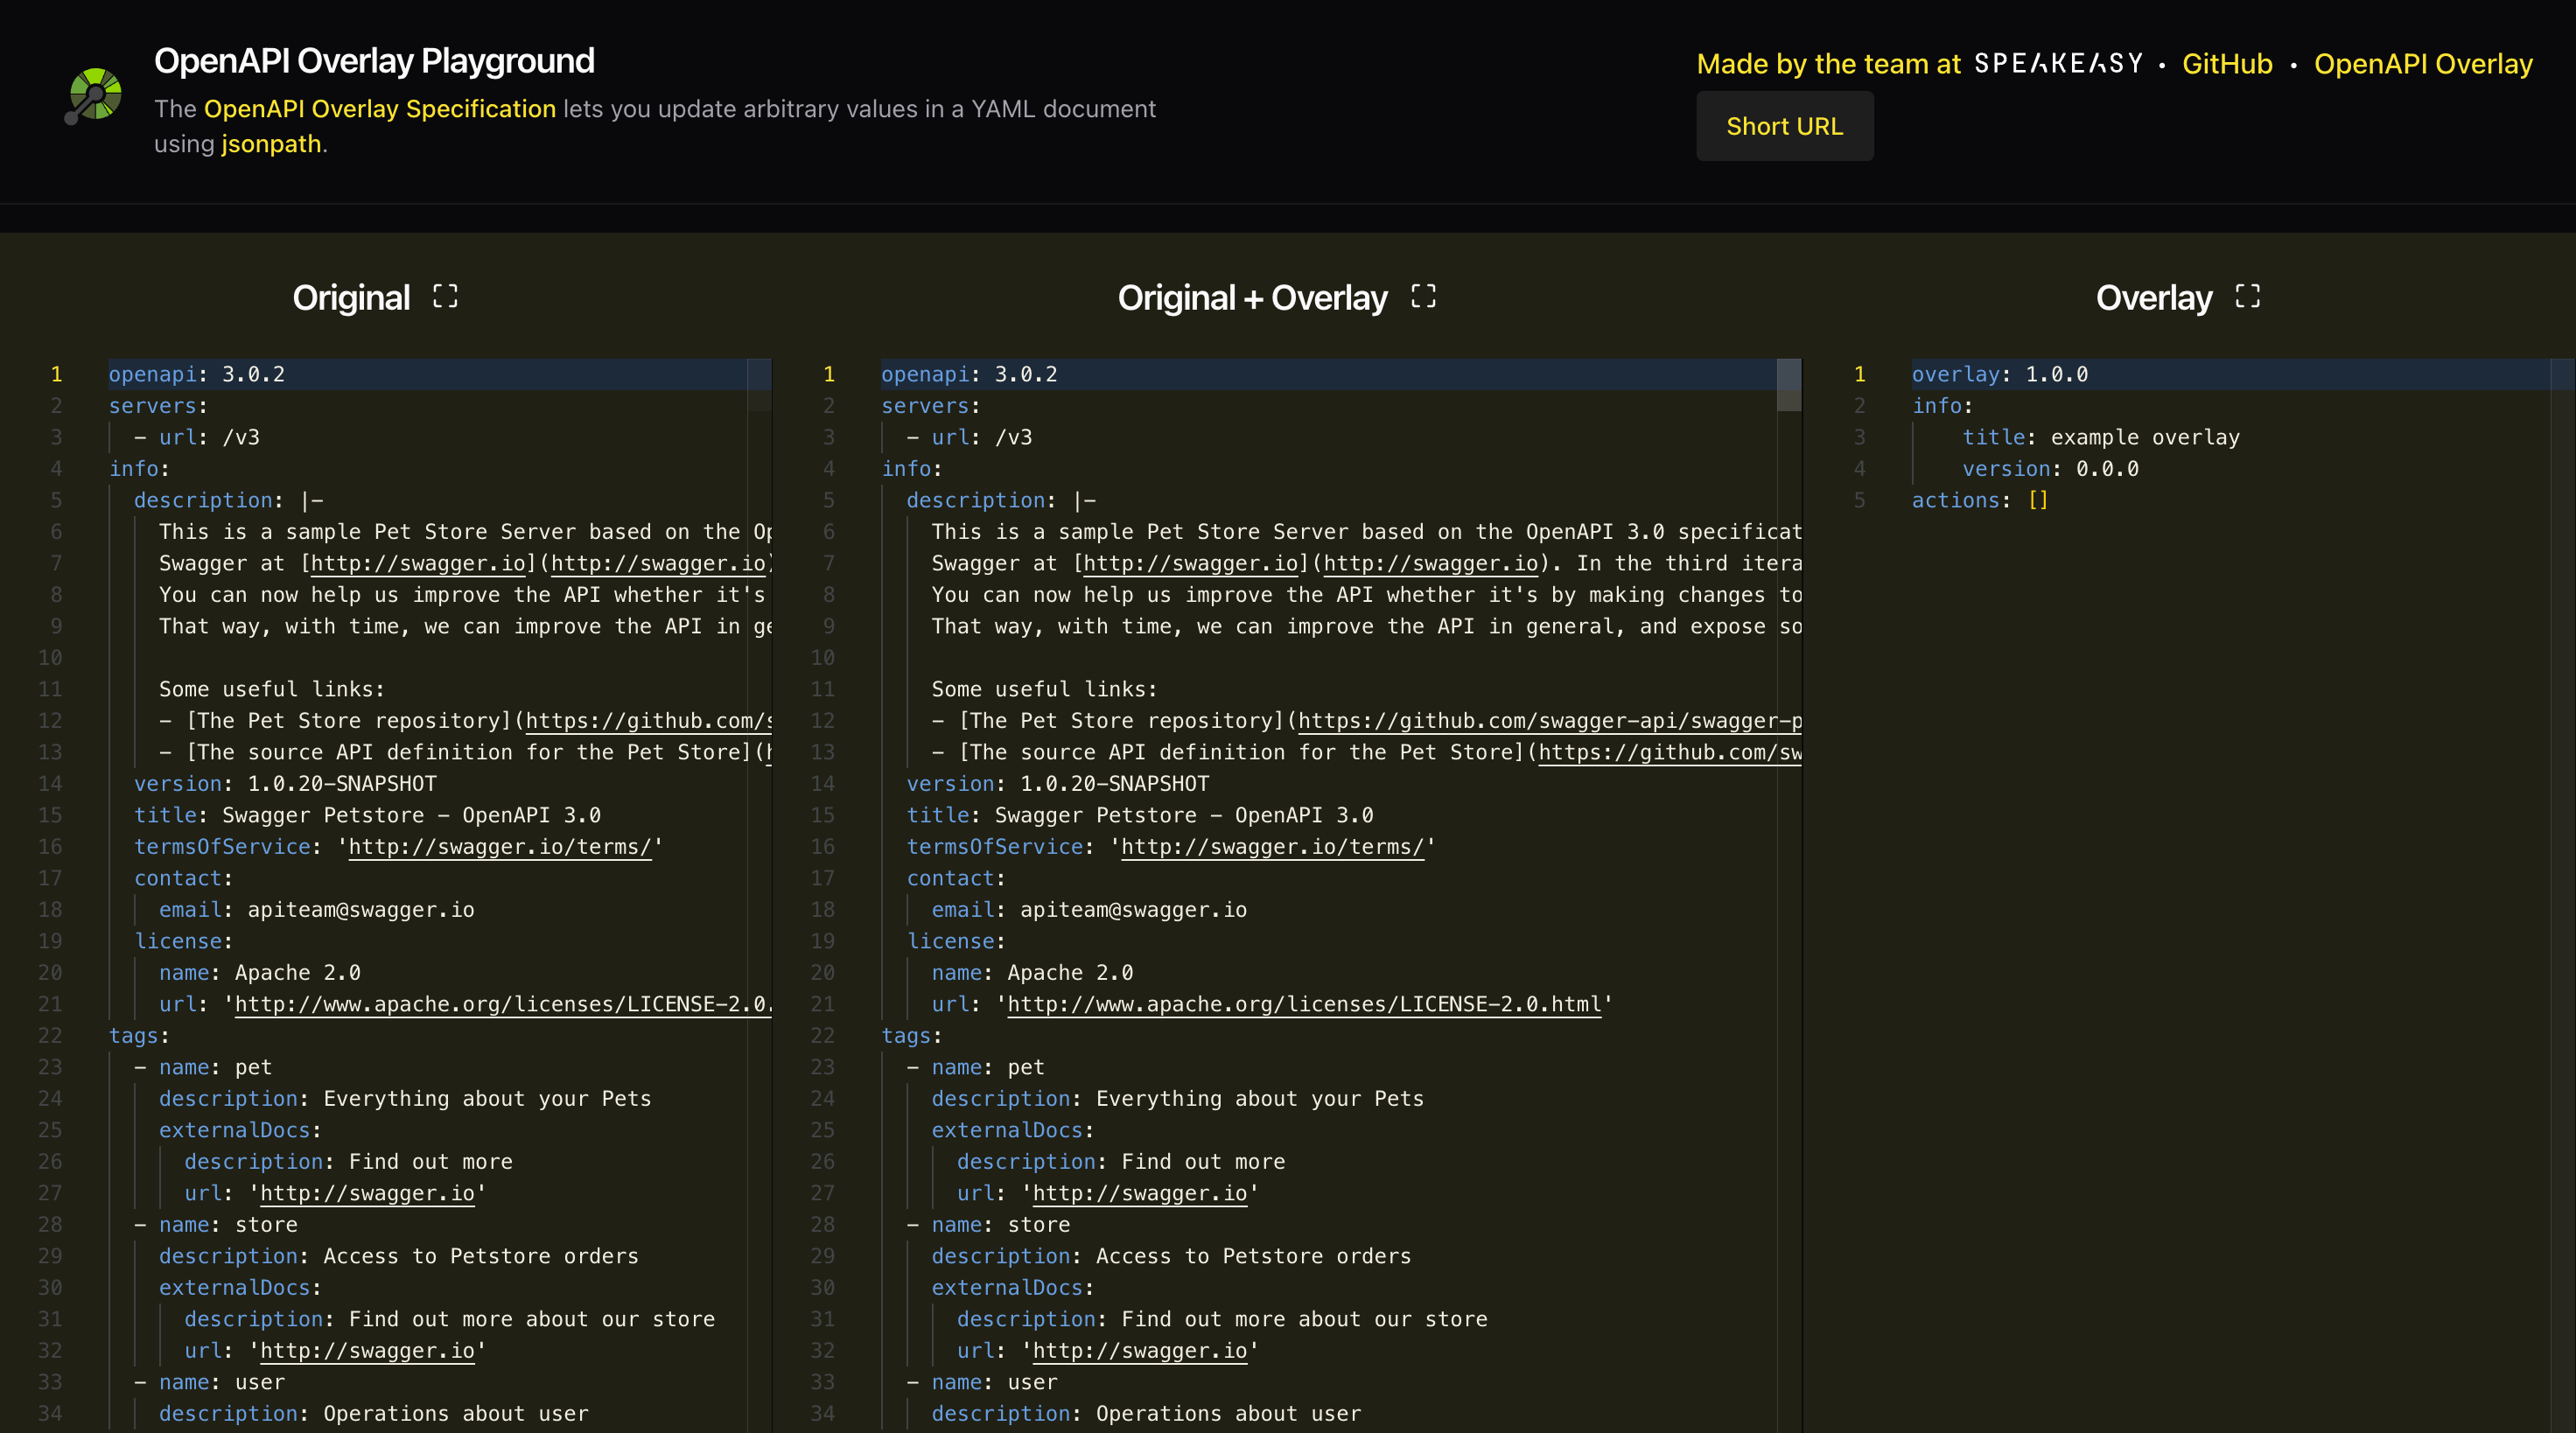 OpenAPI Overlay Playground
The OpenAPI Overlay Specification lets you update arbitrary values in a YAML document
using jsonpath.
Made by the team at SPEAKEASY • GitHub • OpenAPI Overlay
Short URL
Original
1 openapi: 3.0.2
2 servers:
3 - url: /v3
4 info:
5 description: |-
6 This is a sample Pet Store Server based on the Op
7 Swagger at [http://swagger.io](http://swagger.io)
8 You can now help us improve the API whether it's
9 That way, with time, we can improve the API in ge
10
11 Some useful links:
12 - [The Pet Store repository](https://github.com/s
13 - [The source API definition for the Pet Store](h
14 version: 1.0.20-SNAPSHOT
15 title: Swagger Petstore - OpenAPI 3.0
16 termsOfService: 'http://swagger.io/terms/'
17 contact:
18 email: apiteam@swagger.io
19 license:
20 name: Apache 2.0
21 url: 'http://www.apache.org/licenses/LICENSE-2.0.
22 tags:
23 - name: pet
24 description: Everything about your Pets
25 externalDocs:
26 description: Find out more
27 url: 'http://swagger.io'
28 - name: store
29 description: Access to Petstore orders
30 externalDocs:
31 description: Find out more about our store
32 url: 'http://swagger.io'
33 - name: user
34 description: Operations about user
Original + Overlay
1 openapi: 3.0.2
2 servers:
3 - url: /v3
4 info:
5 description: |-
6 This is a sample Pet Store Server based on the OpenAPI 3.0 specificat
7 Swagger at [http://swagger.io](http://swagger.io). In the third itera
8 You can now help us improve the API whether it's by making changes to
9 That way, with time, we can improve the API in general, and expose so
10
11 Some useful links:
12 - [The Pet Store repository](https://github.com/swagger-api/swagger-p
13 - [The source API definition for the Pet Store](https://github.com/sw
14 version: 1.0.20-SNAPSHOT
15 title: Swagger Petstore - OpenAPI 3.0
16 termsOfService: 'http://swagger.io/terms/'
17 contact:
18 email: apiteam@swagger.io
19 license:
20 name: Apache 2.0
21 url: 'http://www.apache.org/licenses/LICENSE-2.0.html'
22 tags:
23 - name: pet
24 description: Everything about your Pets
25 externalDocs:
26 description: Find out more
27 url: 'http://swagger.io'
28 - name: store
29 description: Access to Petstore orders
30 externalDocs:
31 description: Find out more about our store
32 url: 'http://swagger.io'
33 - name: user
34 description: Operations about user
Overlay
1 overlay: 1.0.0
2 info:
3 title: example overlay
4 version: 0.0.0
5 actions: []